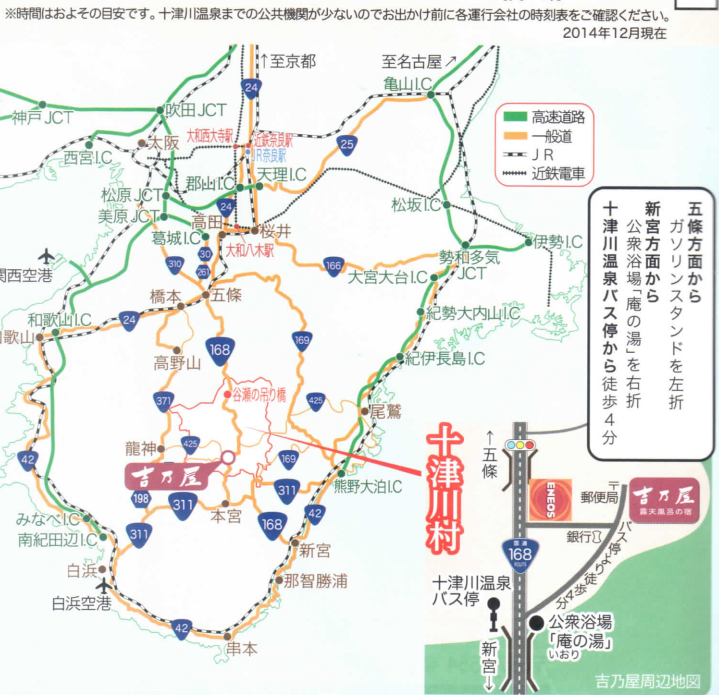 ※時間はおよその目安です。十津川温泉までの公共機関が少ないのでお出かけ前に各運行会社の時刻表をご確認ください。
2014年12月現在
↑至京都
至名古屋↗
亀山I.C
24
神戸JCT
吹田JCT
高速道路
一般道
JR
近鉄電車
大和西大寺駅
近鉄奈良駅
JR奈良駅
大阪
25
西宮I.C
郡山I.C
天理I.C
松原JCT
美原JCT
24
高田
桜井
葛城I.C
大和八木駅
松坂I.C
伊勢I.C
勢和多気
JCT
30
310
261
166
大宮大台I.C
関西空港
橋本
五條
紀勢大内山I.C
和歌山I.C
24
和歌山
168
169
高野山
紀伊長島I.C
371
谷瀬の吊り橋
425
尾鷲
龍神
425
169
42
吉乃屋
熊野大泊I.C
198
311
311
本宮
168
42
みなべI.C
311
南紀田辺I.C
新宮
白浜
那智勝浦
白浜空港
42
串本
五條方面から
ガソリンスタンドを左折
新宮方面から
公衆浴場「庵の湯」を右折
十津川温泉バス停から徒歩4分
十津川村
↑五條
ENEOS
〒
郵便局
吉乃屋
露天風呂の宿
銀行
国道
168
ROUTE
バス停より徒歩4分
十津川温泉
バス停
公衆浴場
「庵の湯」
いおり
新宮↓
吉乃屋周辺地図